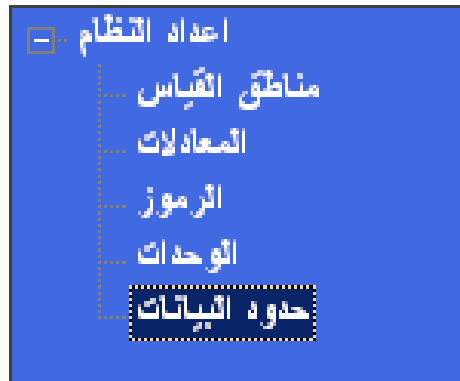 اعداد النظام
مناطق القياس
المعادلات
الرموز
الوحدات
حدود البيانات